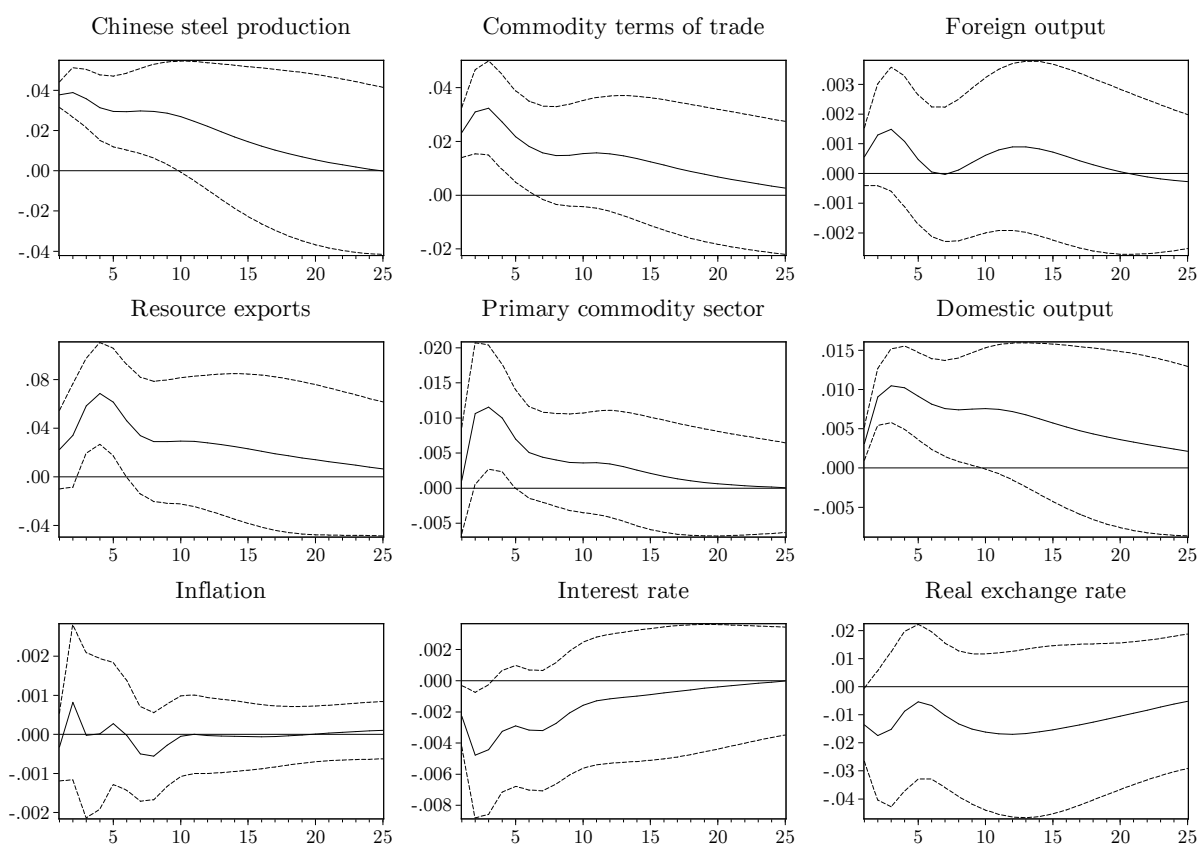 Chinese steel production
.04
.02
.00
-.02
-.04
5 10 15 20 25
Commodity terms of trade
.04
.02
.00
-.02
5 10 15 20 25
Foreign output
.003
.002
.001
.000
-.001
-.002
5 10 15 20 25
Resource exports
.08
.04
.00
-.04
5 10 15 20 25
Primary commodity sector
.020
.015
.010
.005
.000
-.005
5 10 15 20 25
Domestic output
.015
.010
.005
.000
-.005
5 10 15 20 25
Inflation
.002
.001
.000
-.001
-.002
5 10 15 20 25
Interest rate
.002
.000
-.002
-.004
-.006
-.008
5 10 15 20 25
Real exchange rate
.02
.01
.00
-.01
-.02
-.03
-.04
5 10 15 20 25